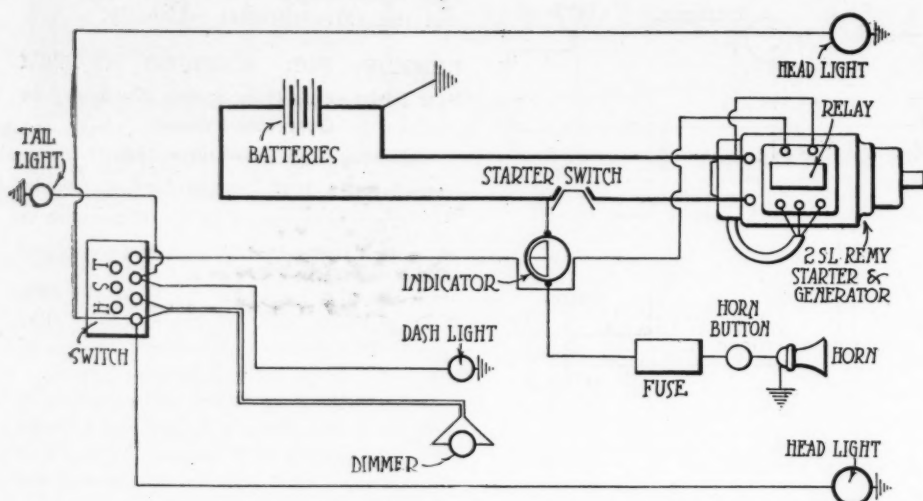 HEAD LIGHT
RELAY
TAIL
LIGHT
BATTERIES
STARTER SWITCH
2 S.L. REMY
STARTER &
GENERATOR
INDICATOR
T
S
H
SWITCH
DASH LIGHT
HORN
BUTTON
HORN
FUSE
DIMMER
HEAD LIGHT